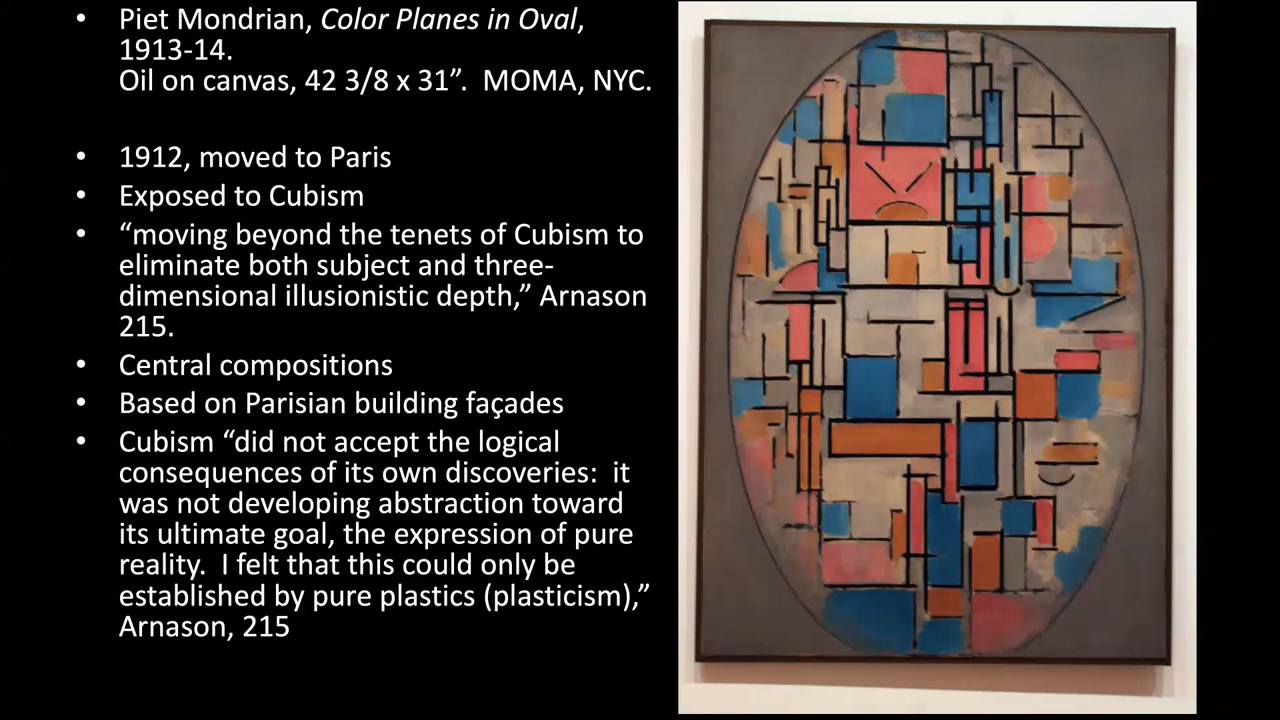 • Piet Mondrian, Color Planes in Oval,
1913-14.
Oil on canvas, 42 3/8 x 31”.  MOMA, NYC.
• 1912, moved to Paris
• Exposed to Cubism
• “moving beyond the tenets of Cubism to
eliminate both subject and three-
dimensional illusionistic depth,” Arnason
215.
• Central compositions
• Based on Parisian building façades
• Cubism “did not accept the logical
consequences of its own discoveries:  it
was not developing abstraction toward
its ultimate goal, the expression of pure
reality.  I felt that this could only be
established by pure plastics (plasticism),”
Arnason, 215